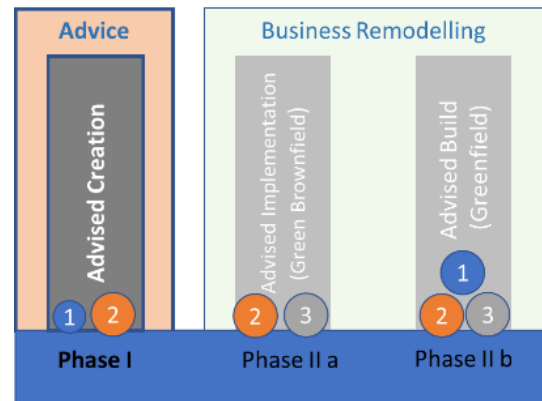 Advice
Business Remodelling
Advised Creation
1
2
Phase I
Advised Implementation
(Green Brownfield)
2
3
Phase II a
Advised Build
(Greenfield)
1
2
3
Phase II b